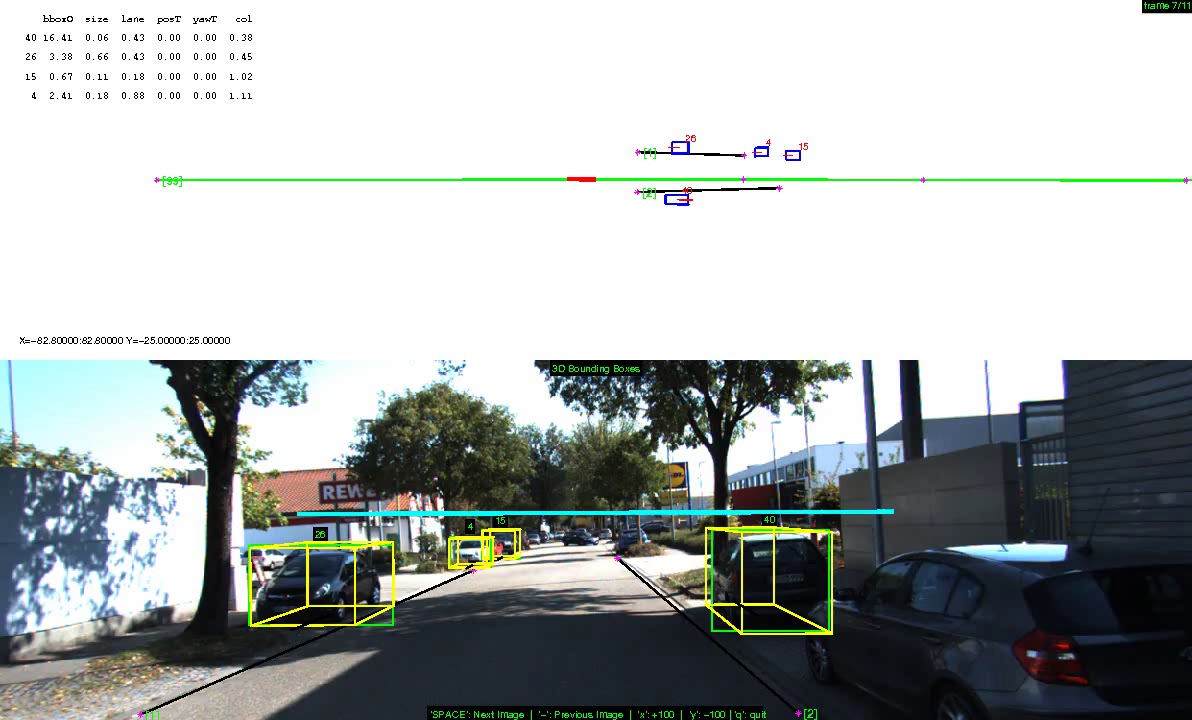 frame 7/11
bboxO size lane posT yawT col
40 16.41 0.06 0.43 0.00 0.00 0.38
26 3.38 0.66 0.43 0.00 0.00 0.45
15 0.67 0.11 0.18 0.00 0.00 1.02
4 2.41 0.18 0.88 0.00 0.00 1.11
26
4
15
[1]
[99]
[2]
40
X=-82.80000:82.80000 Y=-25.00000:25.00000
3D Bounding Boxes
REWE
26
4
15
40
[1]
'SPACE': Next Image | '-': Previous Image | 'x': +100 | 'y': -100 | 'q': quit
[2]